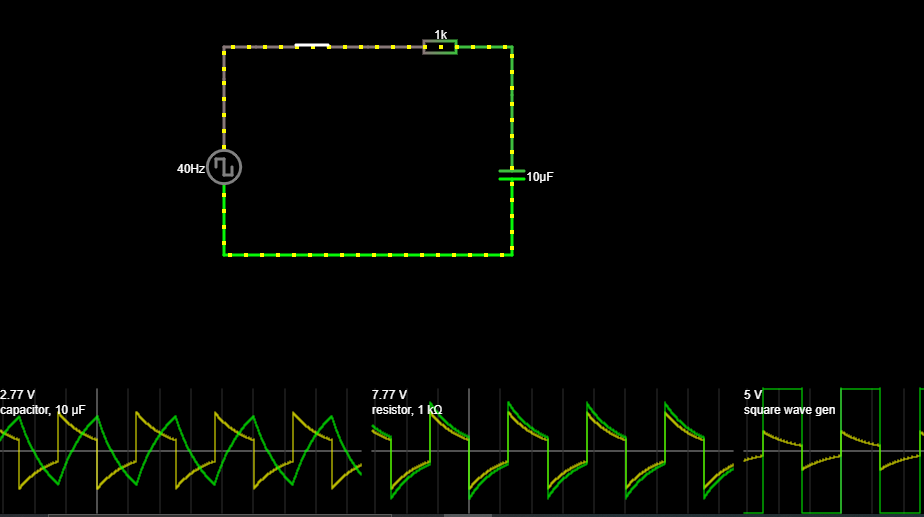 1k
40Hz
10µF
2.77 V
capacitor, 10 µF
7.77 V
resistor, 1 kΩ
5 V
square wave gen